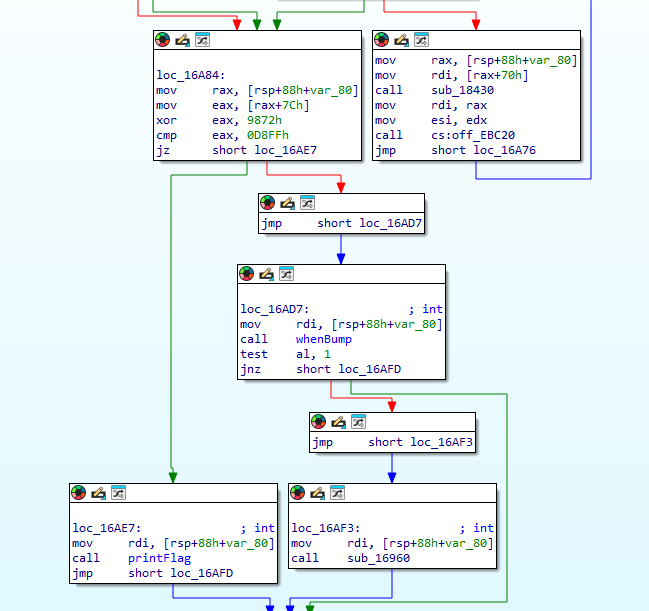 loc_16A84:
mov rax, [rsp+88h+var_80]
mov eax, [rax+7Ch]
xor eax, 9872h
cmp eax, 0D8FFh
jz short loc_16AE7
mov rax, [rsp+88h+var_80]
mov rdi, [rax+70h]
call sub_18430
mov rdi, rax
mov esi, edx
call cs:off_EBC20
jmp short loc_16A76
jmp short loc_16AD7
loc_16AD7: ; int
mov rdi, [rsp+88h+var_80]
call whenBump
test al, 1
jnz short loc_16AFD
jmp short loc_16AF3
loc_16AE7: ; int
mov rdi, [rsp+88h+var_80]
call printFlag
jmp short loc_16AFD
loc_16AF3: ; int
mov rdi, [rsp+88h+var_80]
call sub_16960